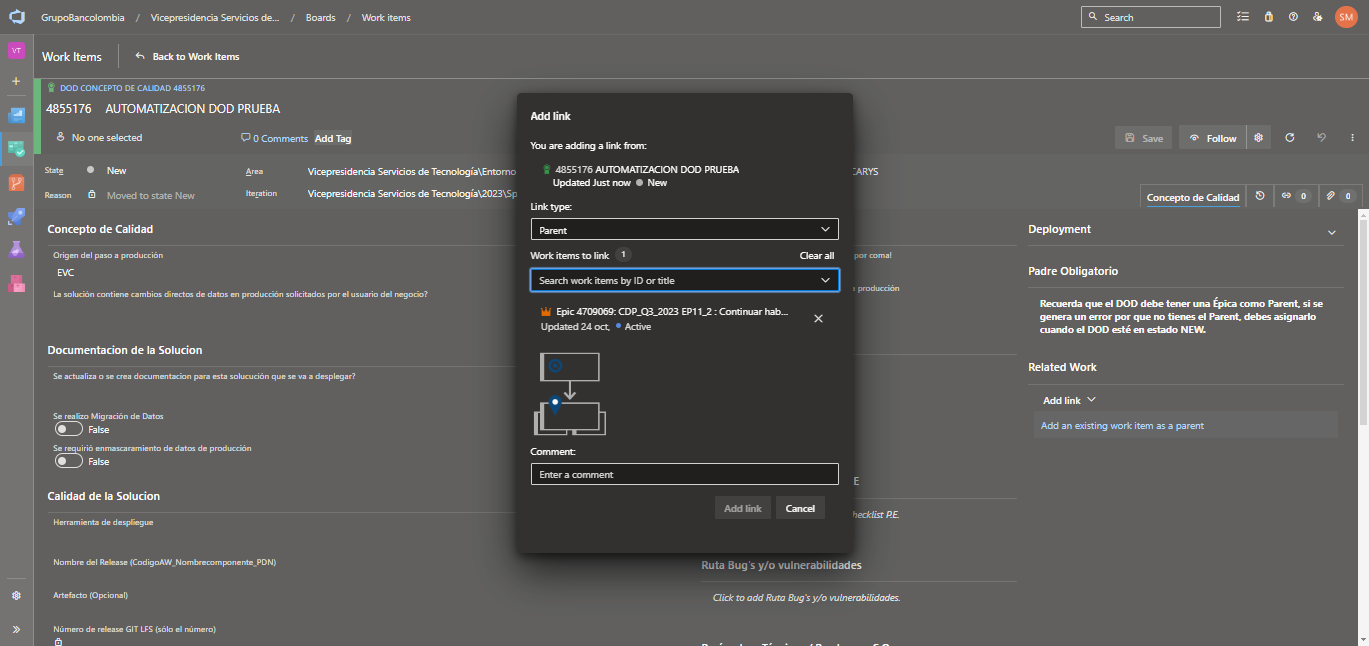 GrupoBancolombia / Vicepresidencia Servicios de... / Boards / Work items
Search
SM
VT
Work Items
Back to Work Items
DOD CONCEPTO DE CALIDAD 4855176
4855176 AUTOMATIZACION DOD PRUEBA
No one selected
0 Comments
Add Tag
Save
Follow
State
New
Area
Vicepresidencia Servicios de Tecnología\Entorno
CARYS
Reason
Moved to state New
Iteration
Vicepresidencia Servicios de Tecnología\2023\Sp
Concepto de Calidad
0
0
Concepto de Calidad
Origen del paso a producción
EVC
La solución contiene cambios directos de datos en producción solicitados por el usuario del negocio?
Documentacion de la Solucion
Se actualiza o se crea documentacion para esta solucución que se va a desplegar?
Se realizo Migración de Datos
False
Se requirió enmascaramiento de datos de producción
False
Calidad de la Solucion
Herramienta de despliegue
Nombre del Release (CodigoAW_Nombrecomponente_PDN)
Artefacto (Opcional)
Número de release GIT LFS (sólo el número)
Add link
You are adding a link from:
4855176 AUTOMATIZACION DOD PRUEBA
Updated Just now New
Link type:
Parent
Work items to link 1
Clear all
Search work items by ID or title
Epic 4709069: CDP_Q3_2023 EP11_2 : Continuar hab...
Updated 24 oct, Active
Comment:
Enter a comment
Add link
Cancel
por comal
a producción
E
hecklist P.E.
Ruta Bug's y/o vulnerabilidades
Click to add Ruta Bug's y/o vulnerabilidades.
Deployment
Padre Obligatorio
Recuerda que el DOD debe tener una Épica como Parent, si se
genera un error por que no tienes el Parent, debes asignarlo
cuando el DOD esté en estado NEW.
Related Work
Add link
Add an existing work item as a parent